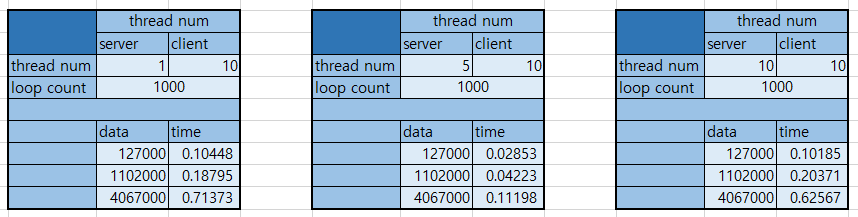 thread num thread num thread num
server client server client server client
thread num 1 10 thread num 5 10 thread num 10 10
loop count 1000 loop count 1000 loop count 1000
data time data time data time
127000 0.10448 127000 0.02853 127000 0.10185
1102000 0.18795 1102000 0.04223 1102000 0.20371
4067000 0.71373 4067000 0.11198 4067000 0.62567